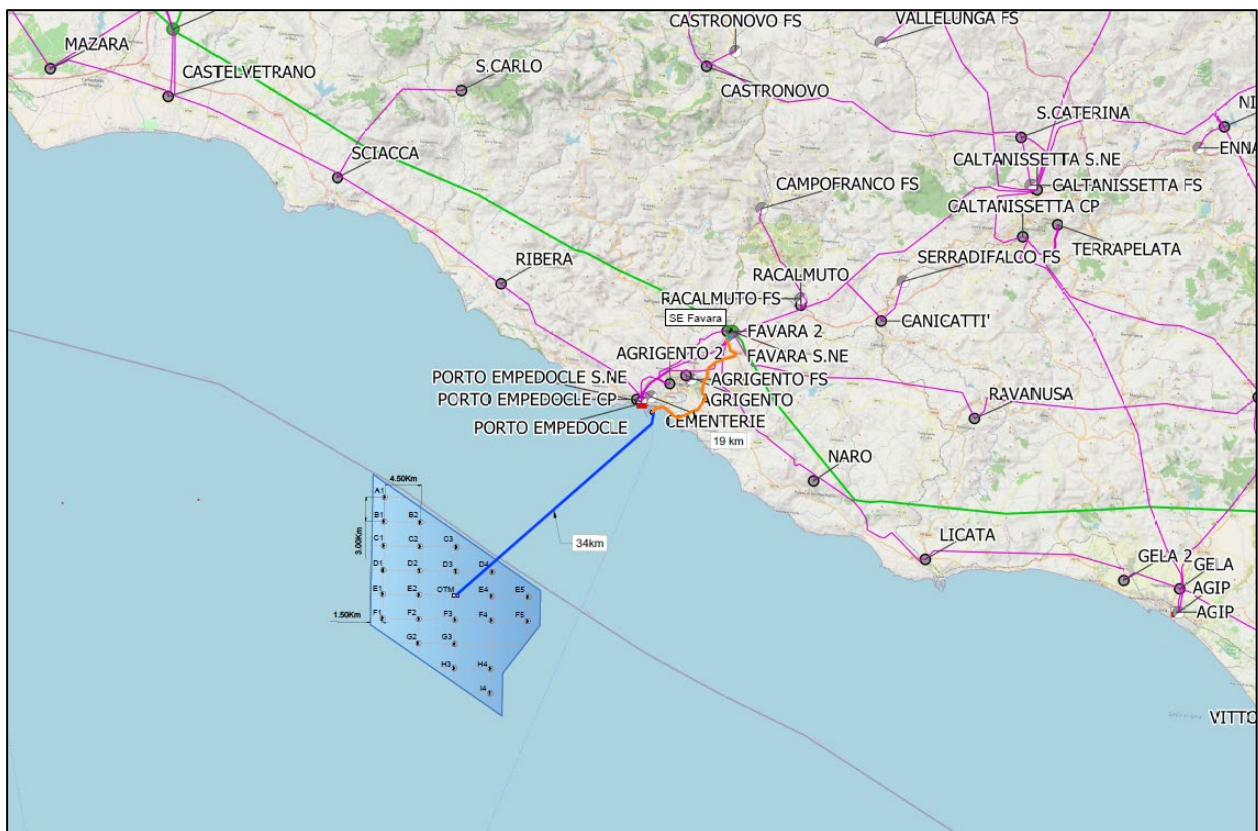 CASTRONOVO FS
VALLELUNGA FS
MAZARA
CASTELVETRANO
S.CARLO
CASTRONOVO
S.CATERINA
NI
ENNA
CALTANISSETTA S.NE
SCIACCA
CAMPOFRANCO FS
CALTANISSETTA FS
CALTANISSETTA CP
TERRAPELATA
SERRADIFALCO FS
RIBERA
RACALMUTO
RACALMUTO FS
SE Favara
FAVARA 2
CANICATTI'
AGRIGENTO 2
FAVARA S.NE
PORTO EMPEDOCLE S.NE
AGRIGENTO FS
PORTO EMPEDOCLE CP
AGRIGENTO
RAVANUSA
PORTO EMPEDOCLE
CEMENTERIE
19 km
NARO
4.50Km
A1
3.00Km
B1
B2
34km
C1
C2
C3
LICATA
D1
D2
D3
D4
GELA 2
GELA
E1
E2
OTM
E4
E5
AGIP
1.50Km
F1
F2
F3
F4
F5
AGIP
G2
G3
H3
H4
I4
VITTO